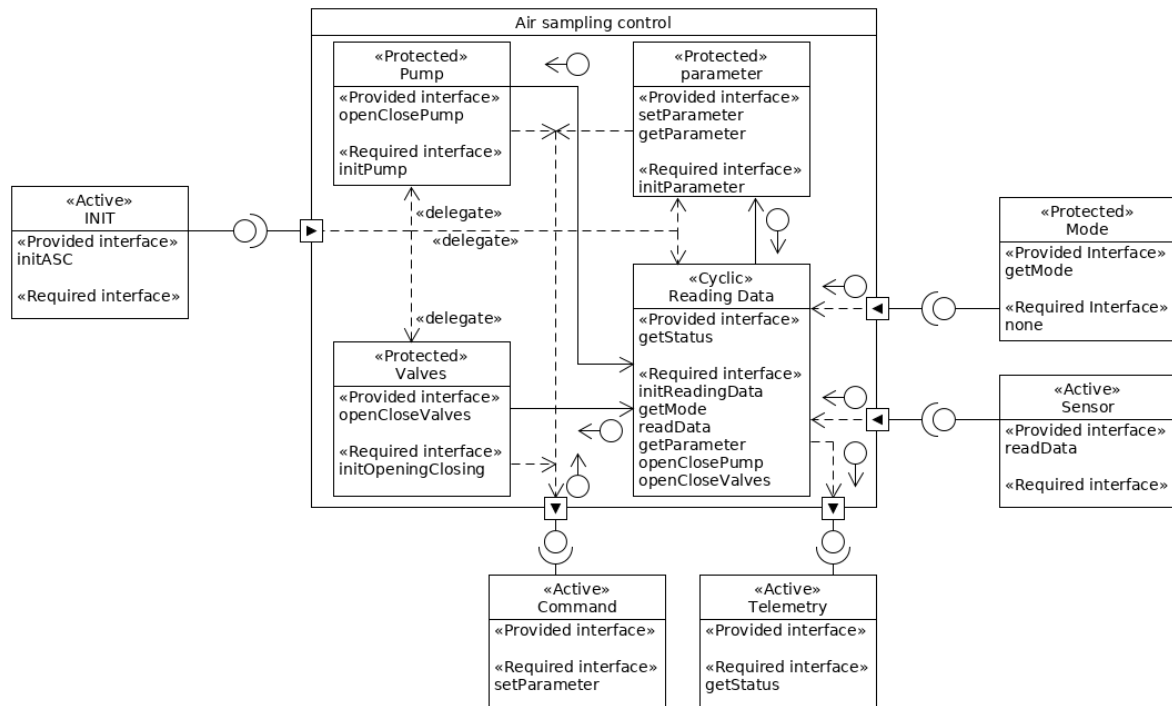 Air sampling control
«Protected»
Pump
«Provided interface»
openClosePump
«Required interface»
initPump
«Protected»
parameter
«Provided interface»
setParameter
getParameter
«Required interface»
initParameter
«Active»
INIT
«Provided interface»
initASC
«Required interface»
«delegate»
«delegate»
«delegate»
«Protected»
Mode
«Provided Interface»
getMode
«Required Interface»
none
«Cyclic»
Reading Data
«Provided interface»
getStatus
«Required interface»
initReadingData
getMode
readData
getParameter
openClosePump
openCloseValves
«Protected»
Valves
«Provided interface»
openCloseValves
«Required interface»
initOpeningClosing
«Active»
Sensor
«Provided interface»
readData
«Required interface»
«Active»
Command
«Provided interface»
«Required interface»
setParameter
«Active»
Telemetry
«Provided interface»
«Required interface»
getStatus